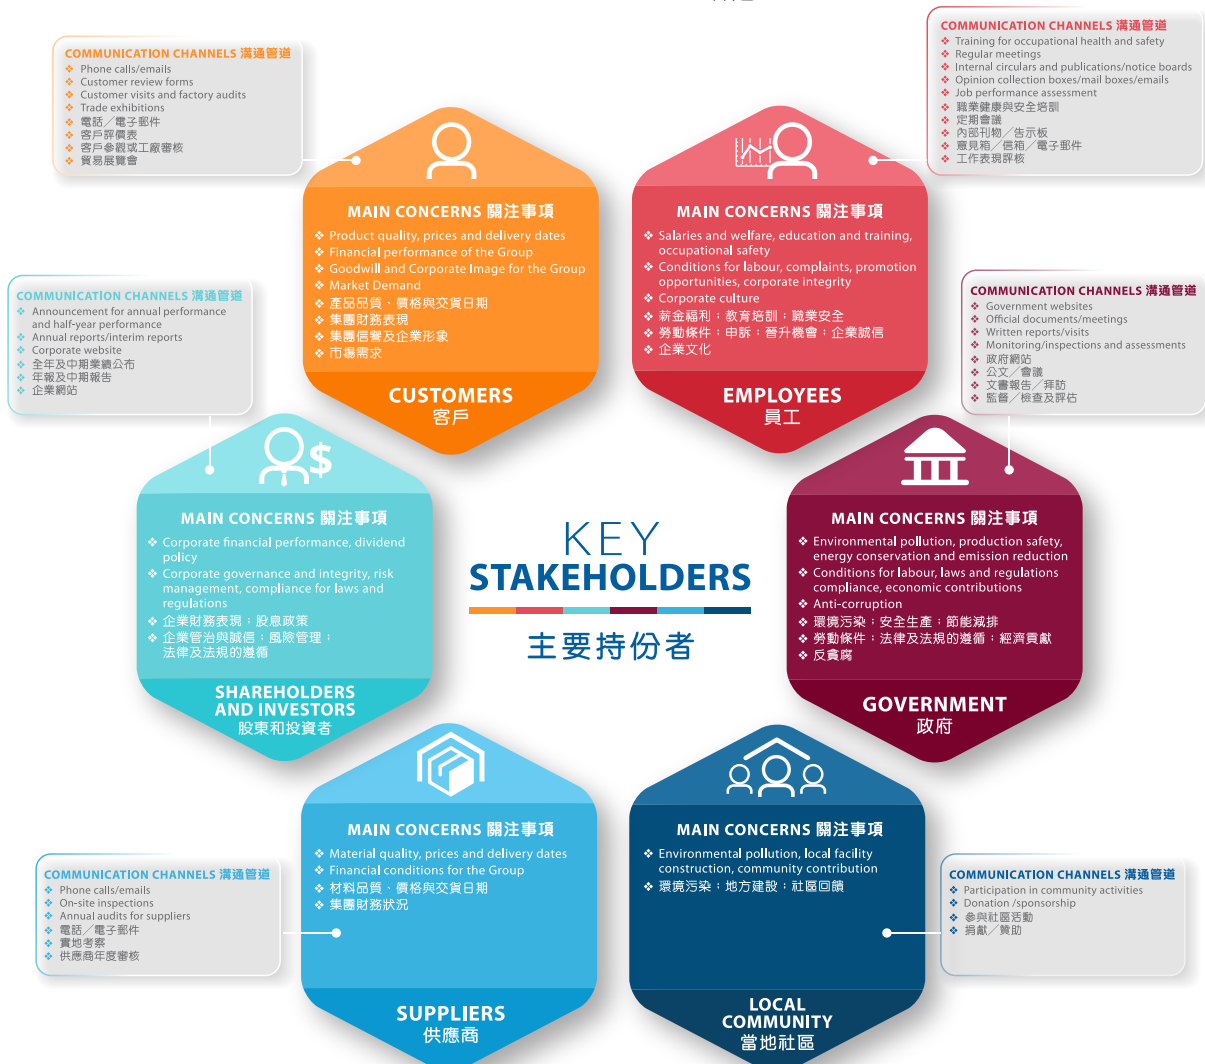 COMMUNICATION CHANNELS 溝通管道
❖ Phone calls/emails
❖ Customer review forms
❖ Customer visits and factory audits
❖ Trade exhibitions
❖ 電話／電子郵件
❖ 客戶評價表
❖ 客戶參觀或工廠審核
❖ 貿易展覽會
MAIN CONCERNS 關注事項
❖ Product quality, prices and delivery dates
❖ Financial performance of the Group
❖ Goodwill and Corporate Image for the Group
❖ Market Demand
❖ 產品品質、價格與交貨日期
❖ 集團財務表現
❖ 集團信譽及企業形象
❖ 市場需求
CUSTOMERS
客戶
COMMUNICATION CHANNELS 溝通管道
❖ Training for occupational health and safety
❖ Regular meetings
❖ Internal circulars and publications/notice boards
❖ Opinion collection boxes/mail boxes/emails
❖ Job performance assessment
❖ 職業健康與安全培訓
❖ 定期會議
❖ 內部刊物／告示板
❖ 意見箱／信箱／電子郵件
❖ 工作表現評核
MAIN CONCERNS 關注事項
❖ Salaries and welfare, education and training,
occupational safety
❖ Conditions for labour, complaints, promotion
opportunities, corporate integrity
❖ Corporate culture
❖ 薪金福利；教育培訓；職業安全
❖ 勞動條件；申訴；晉升機會；企業誠信
❖ 企業文化
EMPLOYEES
員工
COMMUNICATION CHANNELS 溝通管道
❖ Announcement for annual performance
and half-year performance
❖ Annual reports/interim reports
❖ Corporate website
❖ 全年及中期業績公布
❖ 年報及中期報告
❖ 企業網站
$
MAIN CONCERNS 關注事項
❖ Corporate financial performance, dividend
policy
❖ Corporate governance and integrity, risk
management, compliance for laws and
regulations
❖ 企業財務表現；股息政策
❖ 企業管治與誠信；風險管理；
法律及法規的遵循
SHAREHOLDERS
AND INVESTORS
股東和投資者
KEY
STAKEHOLDERS
主要持份者
COMMUNICATION CHANNELS 溝通管道
❖ Government websites
❖ Official documents/meetings
❖ Written reports/visits
❖ Monitoring/inspections and assessments
❖ 政府網站
❖ 公文／會議
❖ 文書報告／拜訪
❖ 監督／檢查及評估
MAIN CONCERNS 關注事項
❖ Environmental pollution, production safety,
energy conservation and emission reduction
❖ Conditions for labour, laws and regulations
compliance, economic contributions
❖ Anti-corruption
❖ 環境污染；安全生產；節能減排
❖ 勞動條件；法律及法規的遵循；經濟貢獻
❖ 反貪腐
GOVERNMENT
政府
COMMUNICATION CHANNELS 溝通管道
❖ Phone calls/emails
❖ On-site inspections
❖ Annual audits for suppliers
❖ 電話／電子郵件
❖ 實地考察
❖ 供應商年度審核
MAIN CONCERNS 關注事項
❖ Material quality, prices and delivery dates
❖ Financial conditions for the Group
❖ 材料品質、價格與交貨日期
❖ 集團財務狀況
SUPPLIERS
供應商
MAIN CONCERNS 關注事項
❖ Environmental pollution, local facility
construction, community contribution
❖ 環境污染；地方建設；社區回饋
LOCAL
COMMUNITY
當地社區
COMMUNICATION CHANNELS 溝通管道
❖ Participation in community activities
❖ Donation /sponsorship
❖ 參與社區活動
❖ 捐獻／贊助